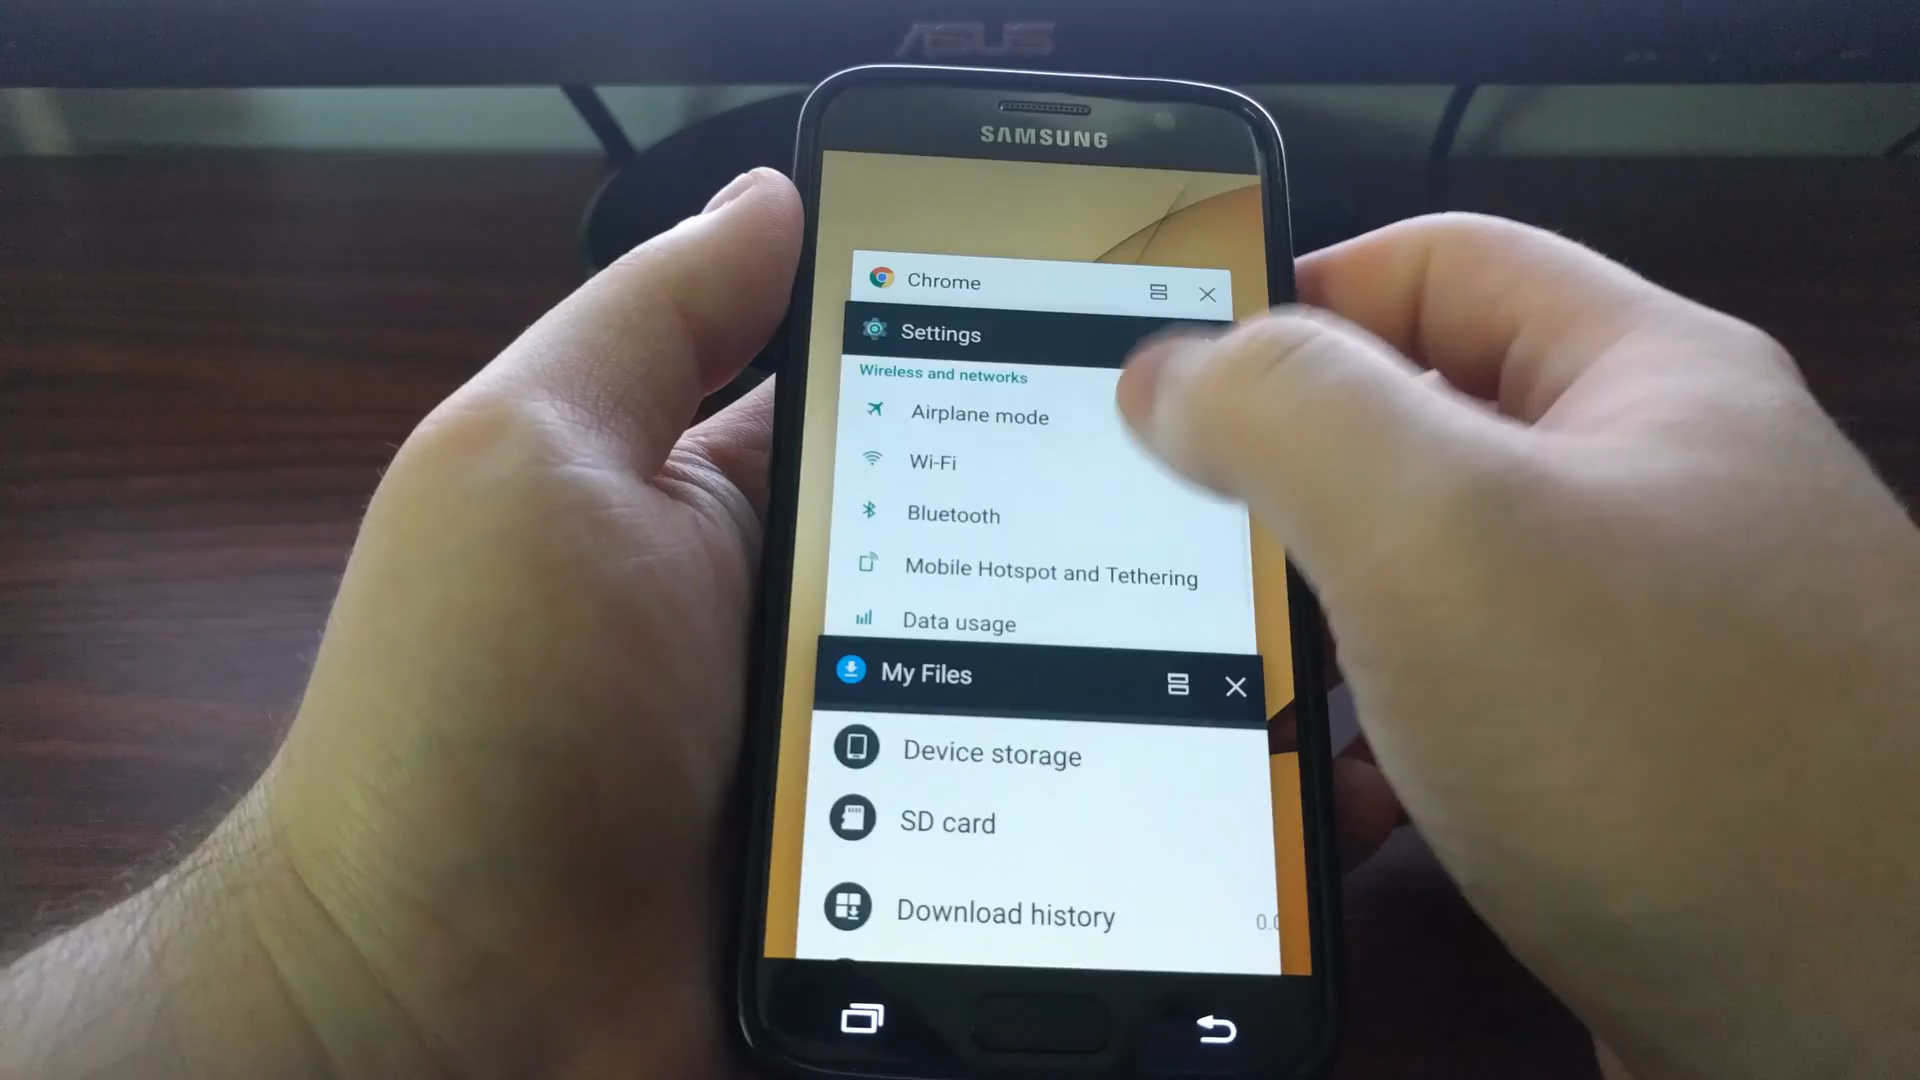 ASUS
SAMSUNG
Chrome
Settings
Wireless and networks
Airplane mode
Wi-Fi
Bluetooth
Mobile Hotspot and Tethering
Data usage
My Files
Device storage
SD card
Download history